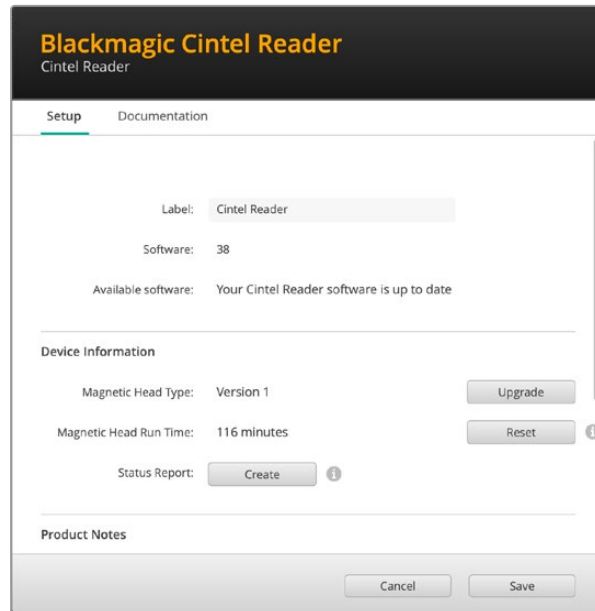 Blackmagic Cintel Reader
Cintel Reader
Setup Documentation
Label: Cintel Reader
Software: 38
Available software: Your Cintel Reader software is up to date
Device Information
Magnetic Head Type: Version 1 Upgrade
Magnetic Head Run Time: 116 minutes Reset
Status Report: Create
Product Notes
Cancel Save